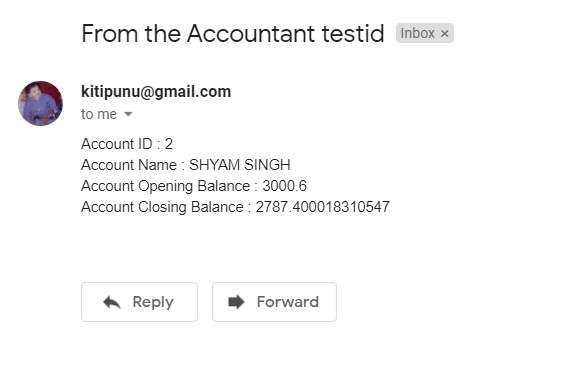 From the Accountant testid Inbox ×
kitipunu@gmail.com
to me
Account ID : 2
Account Name : SHYAM SINGH
Account Opening Balance : 3000.6
Account Closing Balance : 2787.400018310547
Reply Forward